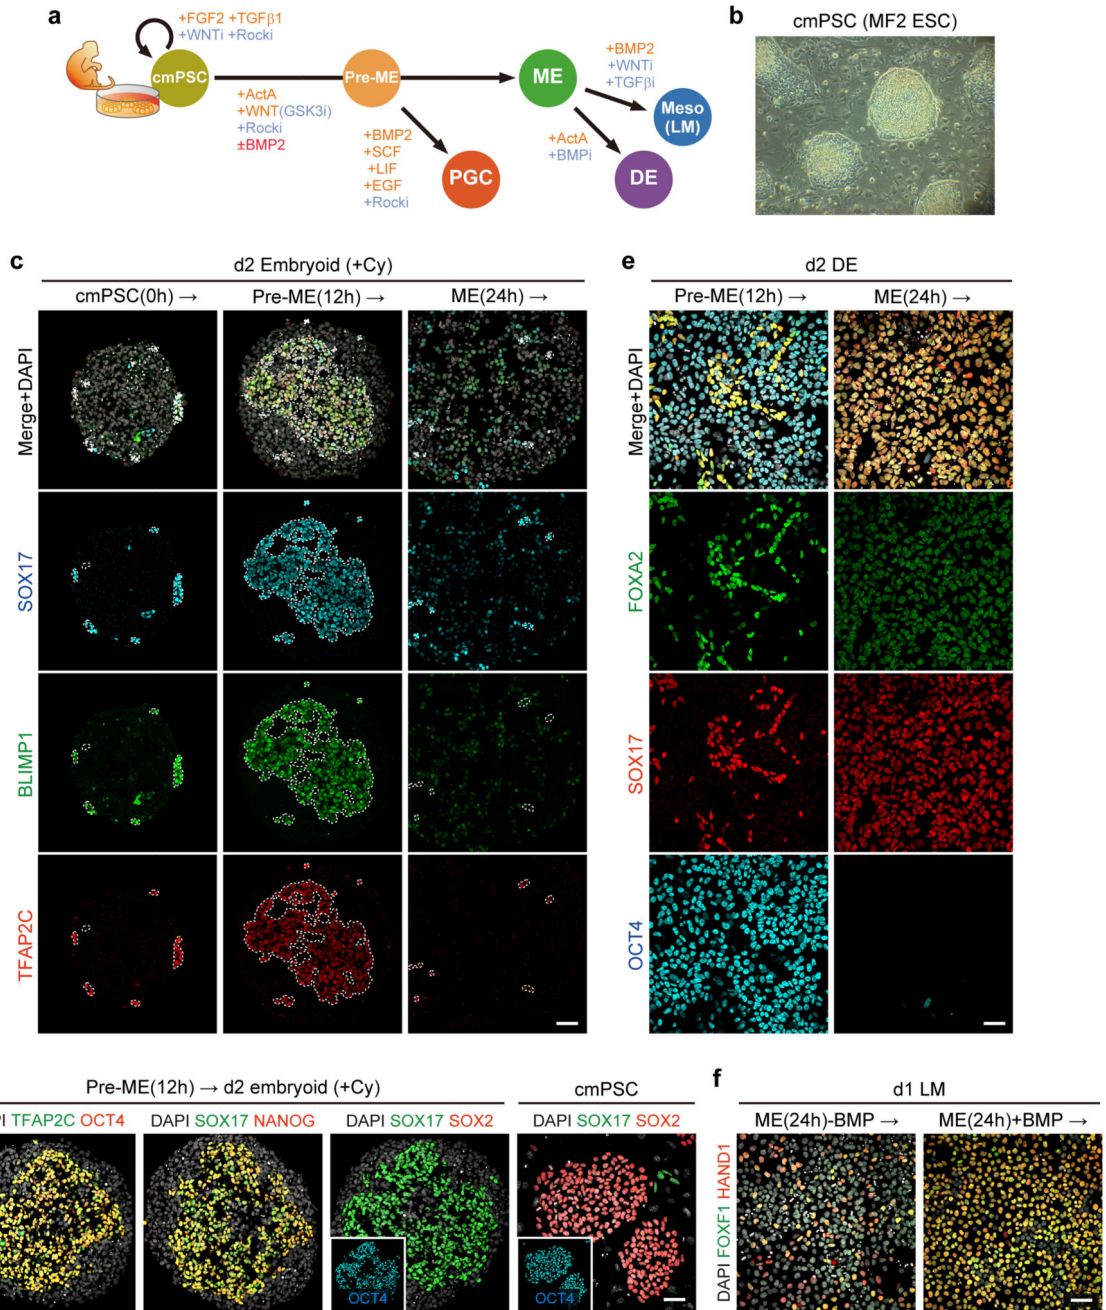 a
+FGF2 +TGFβ1
+WNTi +Rocki
cmPSC
Pre-ME
ME
+BMP2
+WNTi
+TGFβi
Meso
(LM)
+ActA
+WNT(GSK3i)
+Rocki
±BMP2
+BMP2
+SCF
+LIF
+EGF
+Rocki
PGC
+ActA
+BMPi
DE
b
cmPSC (MF2 ESC)
c
d2 Embryoid (+Cy)
cmPSC(0h) →
Pre-ME(12h) →
ME(24h) →
Merge+DAPI
SOX17
BLIMP1
TFAP2C
e
d2 DE
Pre-ME(12h) →
ME(24h) →
Merge+DAPI
FOXA2
SOX17
OCT4
Pre-ME(12h) → d2 embryoid (+Cy)
cmPSC
PI TFAP2C OCT4
DAPI SOX17 NANOG
DAPI SOX17 SOX2
DAPI SOX17 SOX2
OCT4
OCT4
f
d1 LM
ME(24h)-BMP →
ME(24h)+BMP →
DAPI FOXF1 HAND1